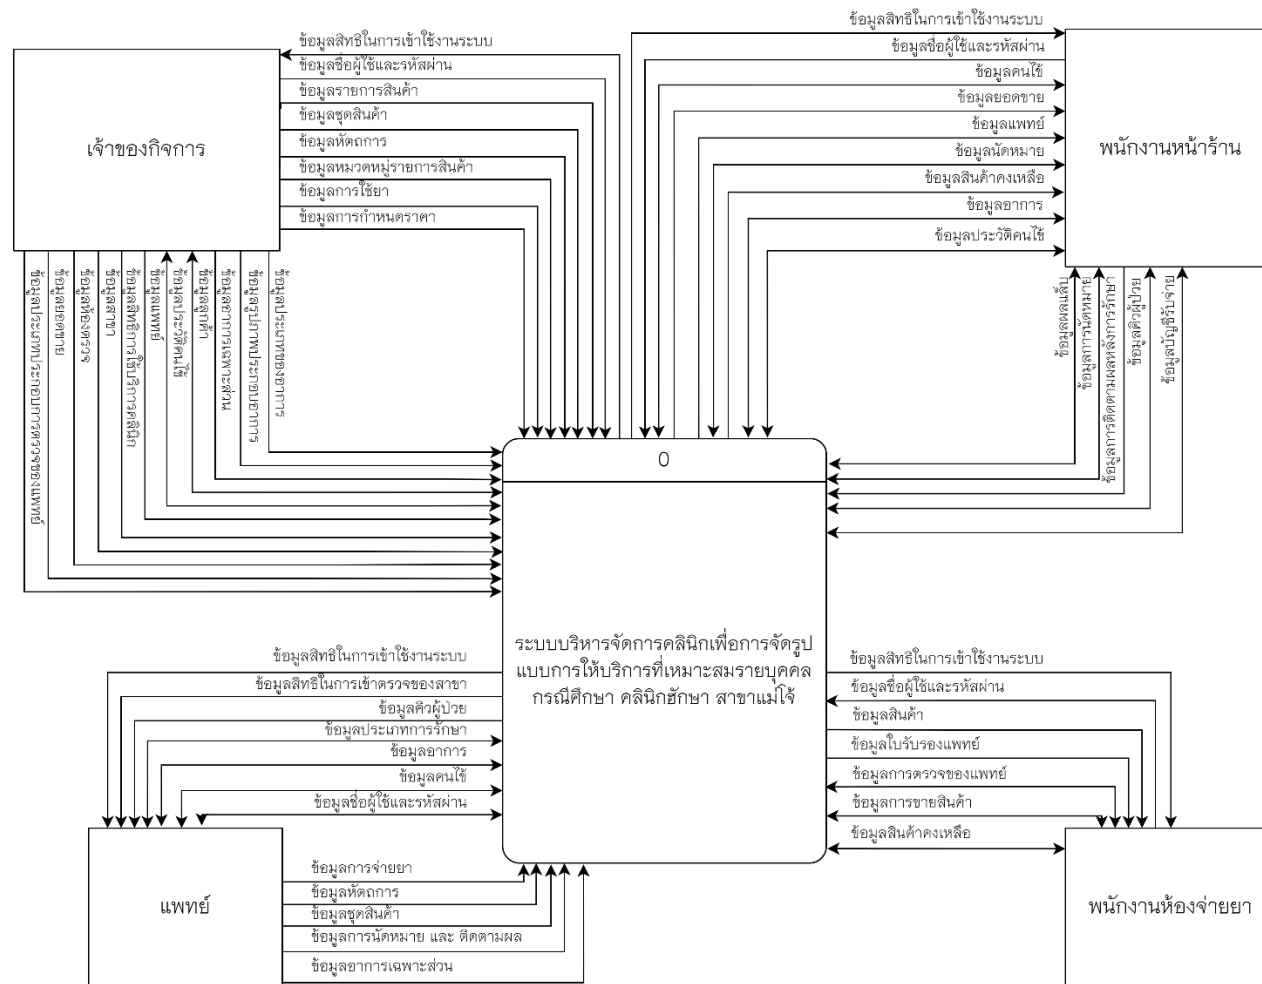 ข้อมูลสิทธิในการเข้าใช้งานระบบ
ข้อมูลชื่อผู้ใช้และรหัสผ่าน
ข้อมูลรายการสินค้า
ข้อมูลชุดสินค้า
ข้อมูลหัตถการ
ข้อมูลหมวดหมู่รายการสินค้า
ข้อมูลการใช้ยา
ข้อมูลการกำหนดราคา
เจ้าของกิจการ
ข้อมูลสิทธิในการเข้าใช้งานระบบ
ข้อมูลชื่อผู้ใช้และรหัสผ่าน
ข้อมูลคนไข้
ข้อมูลยอดขาย
ข้อมูลแพทย์
ข้อมูลนัดหมาย
ข้อมูลสินค้าคงเหลือ
ข้อมูลอาการ
ข้อมูลประวัติคนไข้
พนักงานหน้าร้าน
ข้อมูลประเภทประกอบการตรวจของแพทย์
ข้อมูลยอดขาย
ข้อมูลห้องตรวจ
ข้อมูลสาขา
ข้อมูลสิทธิการใช้บริการคลินิก
ข้อมูลแพทย์
ข้อมูลประวัติคนไข้
ข้อมูลลูกค้า
ข้อมูลอาการเฉพาะส่วน
ข้อมูลรูปภาพประกอบอาการ
ข้อมูลประเภทของอาการ
ข้อมูลผลแล็บ
ข้อมูลการนัดหมาย
ข้อมูลการติดตามผลหลังการรักษา
ข้อมูลคิวผู้ป่วย
ข้อมูลบัญชีรับจ่าย
0
ระบบบริหารจัดการคลินิกเพื่อการจัดรูป
แบบการให้บริการที่เหมาะสมรายบุคคล
กรณีศึกษา คลินิกฮักษา สาขาแม่โจ้
ข้อมูลสิทธิในการเข้าใช้งานระบบ
ข้อมูลสิทธิในการเข้าตรวจของสาขา
ข้อมูลคิวผู้ป่วย
ข้อมูลประเภทการรักษา
ข้อมูลอาการ
ข้อมูลคนไข้
ข้อมูลชื่อผู้ใช้และรหัสผ่าน
แพทย์
ข้อมูลการจ่ายยา
ข้อมูลหัตถการ
ข้อมูลชุดสินค้า
ข้อมูลการนัดหมาย และ ติดตามผล
ข้อมูลอาการเฉพาะส่วน
ข้อมูลสิทธิในการเข้าใช้งานระบบ
ข้อมูลชื่อผู้ใช้และรหัสผ่าน
ข้อมูลสินค้า
ข้อมูลใบรับรองแพทย์
ข้อมูลการตรวจของแพทย์
ข้อมูลการขายสินค้า
ข้อมูลสินค้าคงเหลือ
พนักงานห้องจ่ายยา